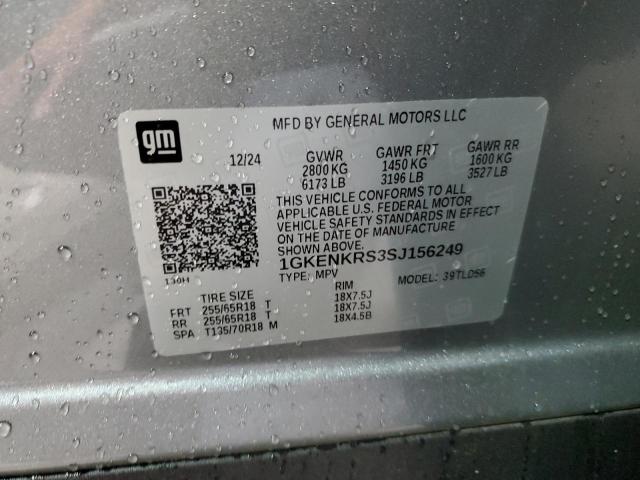 MFD BY GENERAL MOTORS LLC
gm
12/24 GVWR GAWR FRT GAWR RR
2800 KG 1450 KG 1600 KG
6173 LB 3196 LB 3527 LB
THIS VEHICLE CONFORMS TO ALL
APPLICABLE U.S. FEDERAL MOTOR
VEHICLE SAFETY STANDARDS IN EFFECT
ON THE DATE OF MANUFACTURE
SHOWN ABOVE.
1GKENKRS3SJ156249
TYPE: MPV MODEL: 39TLD56
TIRE SIZE RIM
FRT 255/65R18 T 18X7.5J
RR 255/65R18 T 18X7.5J
SPA T135/70R18 M 18X4.5B